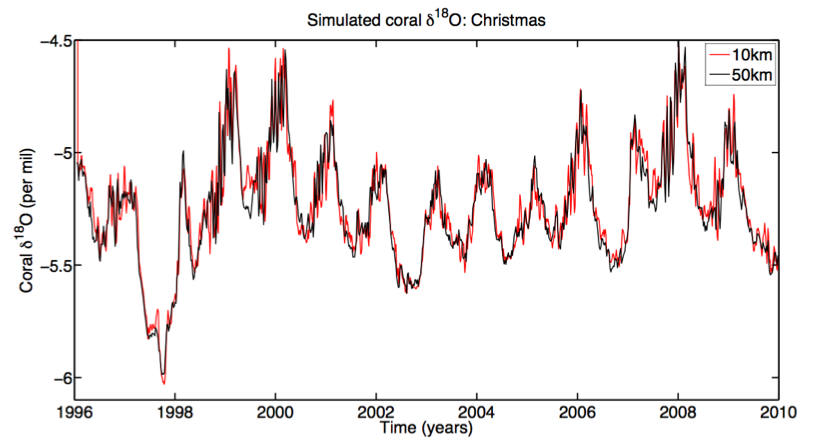 Simulated coral δ18O: Christmas
−4.5
10km
50km
−5
Coral δ18O (per mil)
−5.5
−6
1996 1998 2000 2002 2004 2006 2008 2010
Time (years)